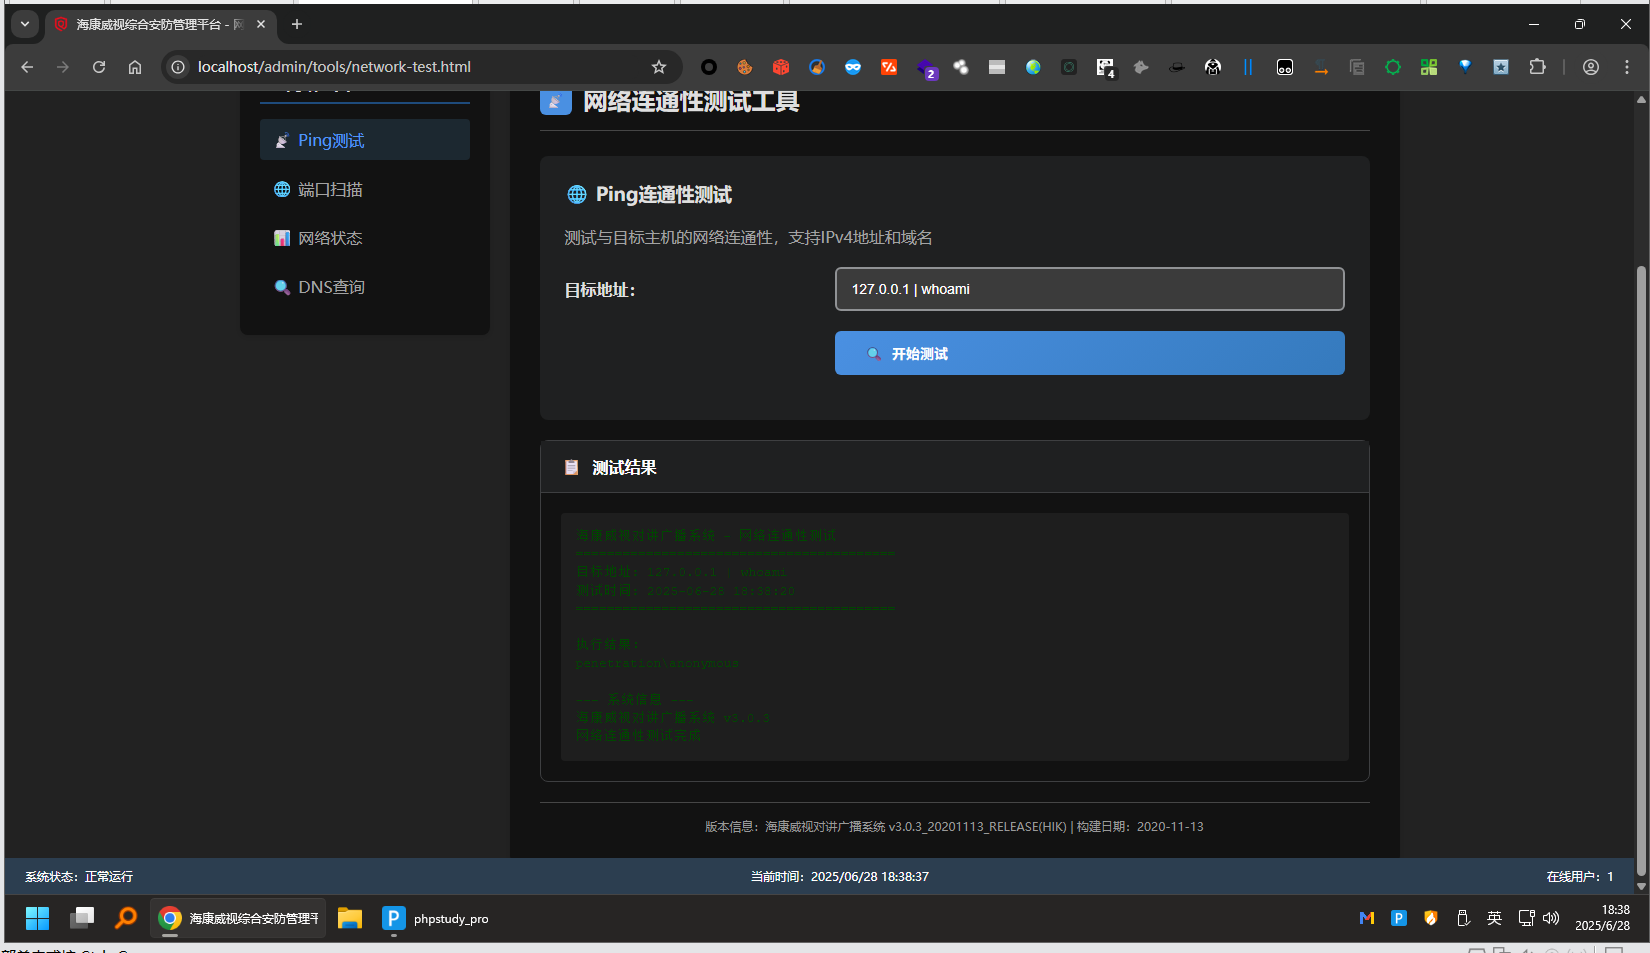 海康威视综合安防管理平台 - 网
localhost/admin/tools/network-test.html
2
4
网络连通性测试工具
Ping测试
端口扫描
网络状态
DNS查询
Ping连通性测试
测试与目标主机的网络连通性，支持IPv4地址和域名
目标地址：
127.0.0.1 | whoami
开始测试
测试结果
海康威视对讲广播系统 - 网络连通性测试
========================================
目标地址: 127.0.0.1 | whoami
测试时间: 2025-06-28 18:38:20
========================================
执行结果:
penetration\anonymous
--- 系统信息 ---
海康威视对讲广播系统 v3.0.3
网络连通性测试完成
版本信息：海康威视对讲广播系统 v3.0.3_20201113_RELEASE(HIK) | 构建日期：2020-11-13
系统状态：正常运行
当前时间：2025/06/28 18:38:37
在线用户：1
海康威视综合安防管理平
P
phpstudy_pro
P
英
18:38
2025/6/28